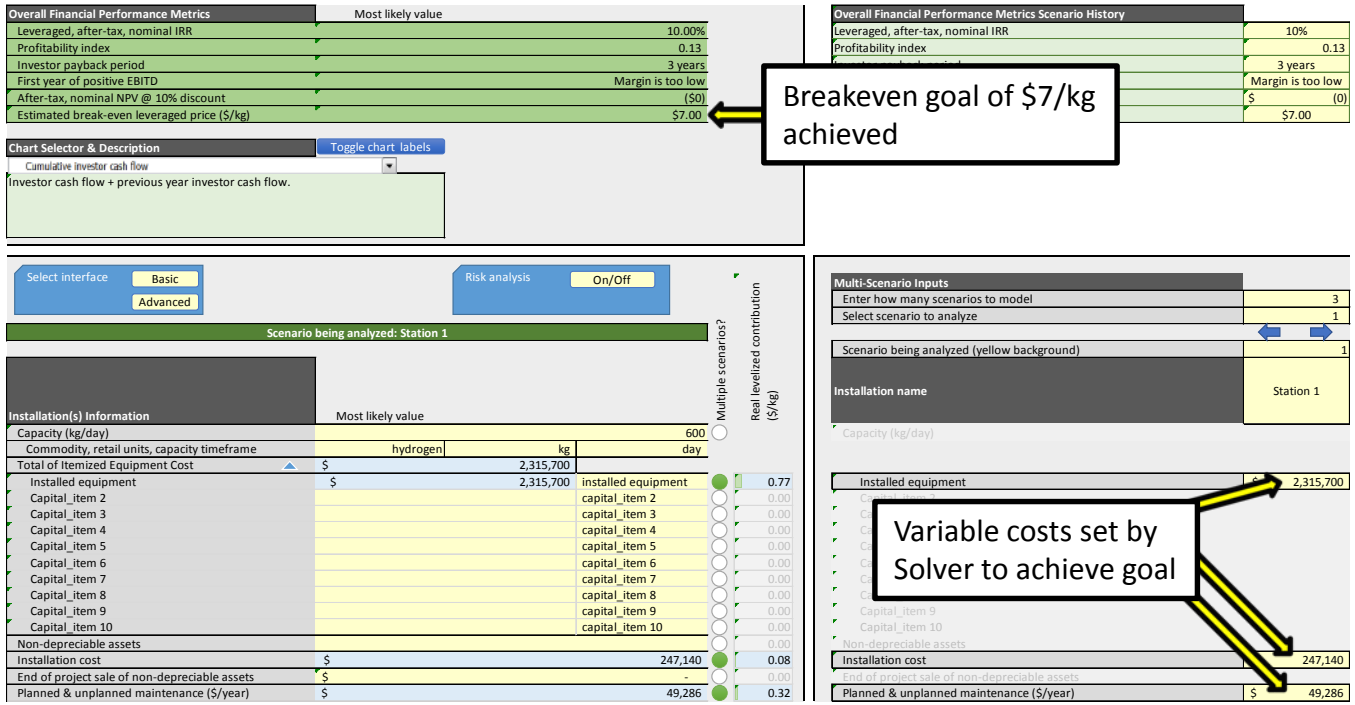 Overall Financial Performance Metrics Most likely value
Leveraged, after-tax, nominal IRR 10.00%
Profitability index 0.13
Investor payback period 3 years
First year of positive EBITD Margin is too low
After-tax, nominal NPV @ 10% discount ($0)
Estimated break-even leveraged price ($/kg) $7.00
Overall Financial Performance Metrics Scenario History
Leveraged, after-tax, nominal IRR 10%
Profitability index 0.13
3 years
Margin is too low
$ (0)
$7.00
Breakeven goal of $7/kg
achieved
Chart Selector & Description Toggle chart labels
Cumulative investor cash flow
Investor cash flow + previous year investor cash flow.
Select interface Basic
Advanced
Risk analysis On/Off
Scenario being analyzed: Station 1
Multiple scenarios?
Real levelized contribution
($/kg)
Installation(s) Information Most likely value
Capacity (kg/day) 600
Commodity, retail units, capacity timeframe hydrogen kg day
Total of Itemized Equipment Cost $ 2,315,700
Installed equipment $ 2,315,700 installed equipment 0.77
Capital_item 2 capital_item 2 0.00
Capital_item 3 capital_item 3 0.00
Capital_item 4 capital_item 4 0.00
Capital_item 5 capital_item 5 0.00
Capital_item 6 capital_item 6 0.00
Capital_item 7 capital_item 7 0.00
Capital_item 8 capital_item 8 0.00
Capital_item 9 capital_item 9 0.00
Capital_item 10 capital_item 10 0.00
Non-depreciable assets 0.00
Installation cost $ 247,140 0.08
End of project sale of non-depreciable assets $ - 0.00
Planned & unplanned maintenance ($/year) $ 49,286 0.32
Multi-Scenario Inputs
Enter how many scenarios to model 3
Select scenario to analyze 1
Scenario being analyzed (yellow background) 1
Installation name Station 1
Capacity (kg/day)
Installed equipment $ 2,315,700
Variable costs set by
Solver to achieve goal
Capital_item 9
Capital_item 10
Non-depreciable assets
Installation cost 247,140
End of project sale of non-depreciable assets
Planned & unplanned maintenance ($/year) $ 49,286